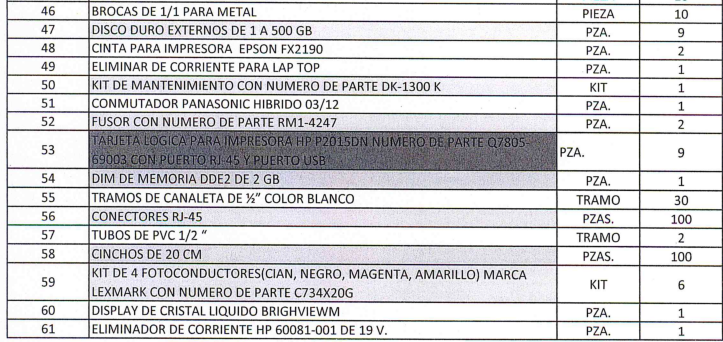 46 BROCAS DE 1/1 PARA METAL PIEZA 10
47 DISCO DURO EXTERNOS DE 1 A 500 GB PZA. 9
48 CINTA PARA IMPRESORA EPSON FX2190 PZA. 2
49 ELIMINAR DE CORRIENTE PARA LAP TOP PZA. 1
50 KIT DE MANTENIMIENTO CON NUMERO DE PARTE DK-1300 K KIT 1
51 CONMUTADOR PANASONIC HIBRIDO 03/12 PZA. 1
52 FUSOR CON NUMERO DE PARTE RM1-4247 PZA. 2
53 TARJETA LOGICA PARA IMPRESORA HP P2015DN NUMERO DE PARTE Q7805-
69003 CON PUERTO RJ-45 Y PUERTO USB PZA. 9
54 DIM DE MEMORIA DDE2 DE 2 GB PZA. 1
55 TRAMOS DE CANALETA DE ½" COLOR BLANCO TRAMO 30
56 CONECTORES RJ-45 PZAS. 100
57 TUBOS DE PVC 1/2 " TRAMO 2
58 CINCHOS DE 20 CM PZAS. 100
59 KIT DE 4 FOTOCONDUCTORES(CIAN, NEGRO, MAGENTA, AMARILLO) MARCA
LEXMARK CON NUMERO DE PARTE C734X20G KIT 6
60 DISPLAY DE CRISTAL LIQUIDO BRIGHVIEWM PZA. 1
61 ELIMINADOR DE CORRIENTE HP 60081-001 DE 19 V. PZA. 1